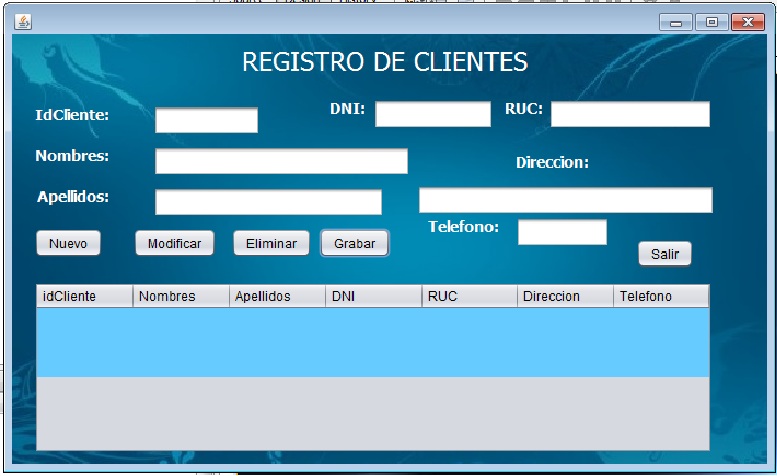 REGISTRO DE CLIENTES
IdCliente: DNI: RUC:
Nombres: Direccion:
Apellidos:
Telefono:
Nuevo Modificar Eliminar Grabar Salir
idCliente Nombres Apellidos DNI RUC Direccion Telefono